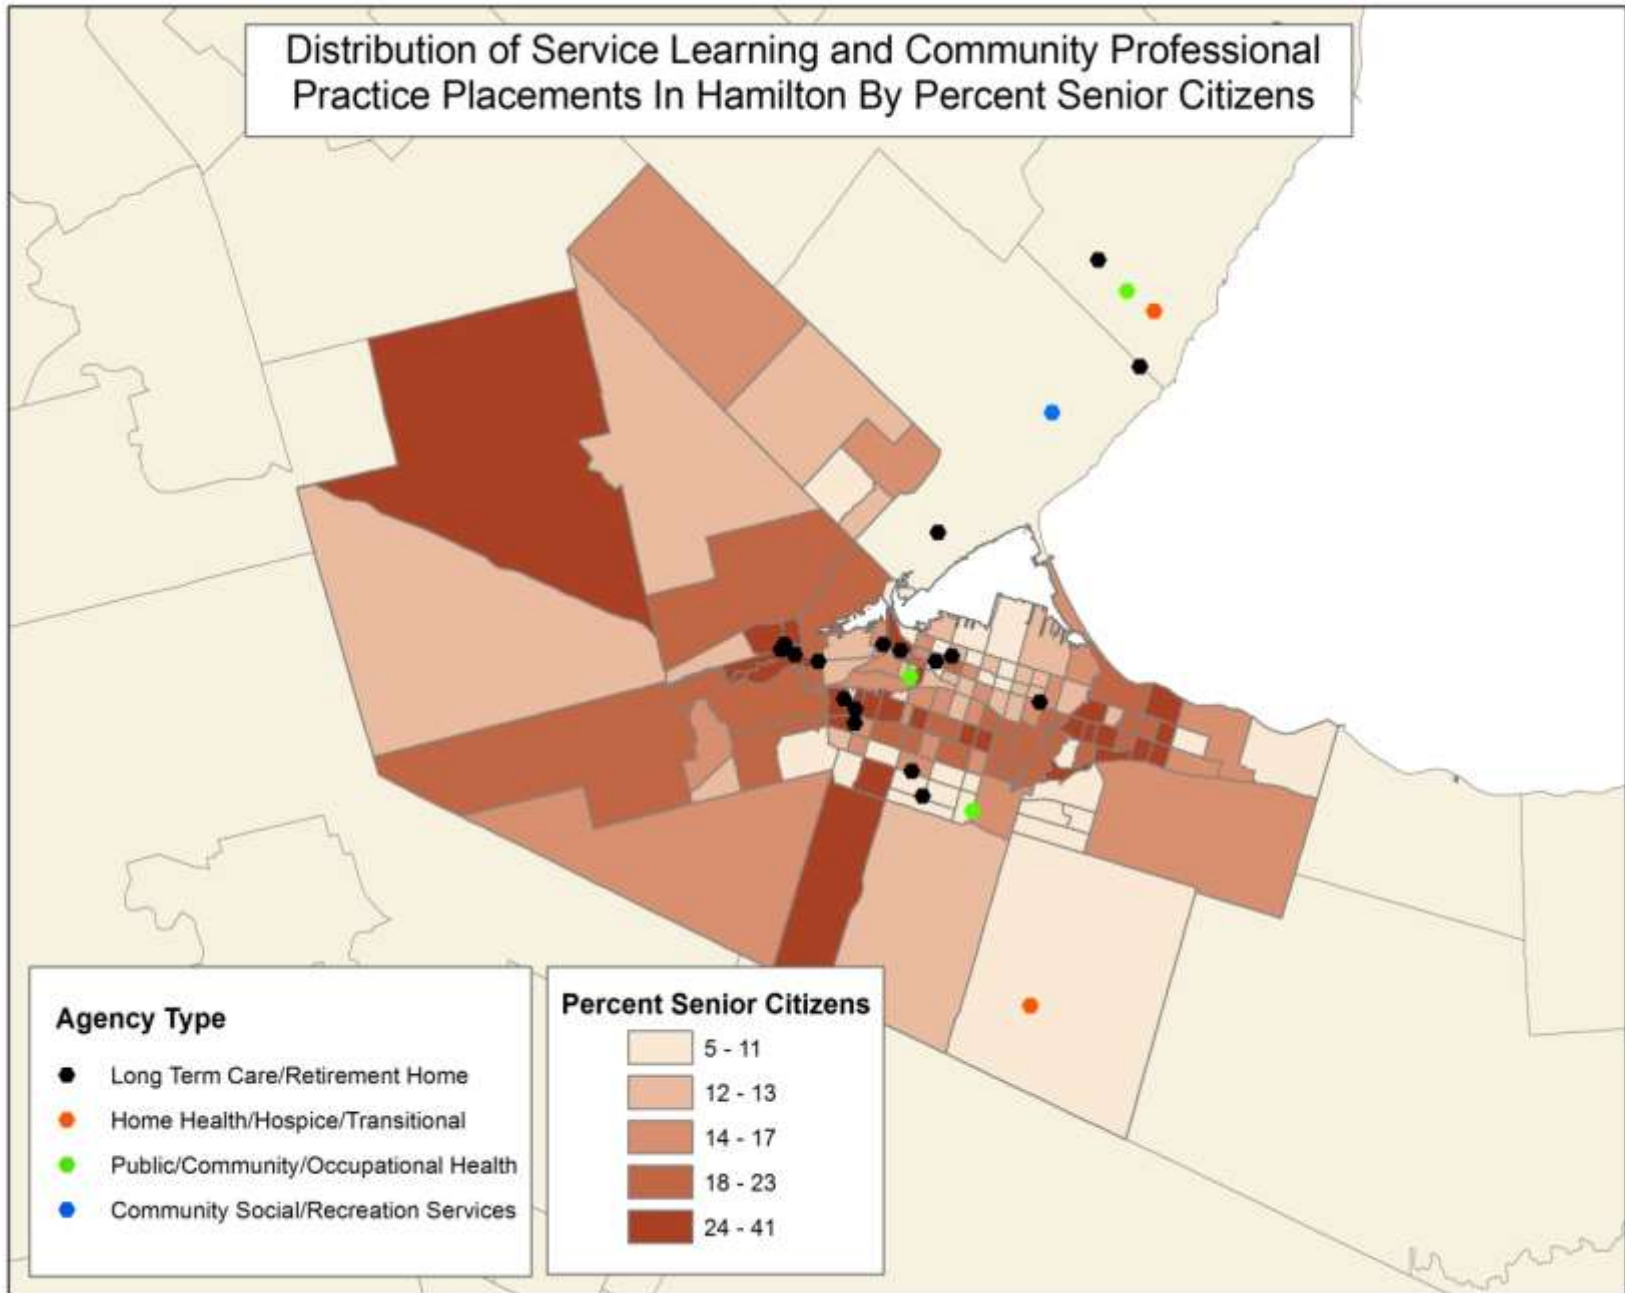 Distribution of Service Learning and Community Professional
Practice Placements In Hamilton By Percent Senior Citizens
Agency Type
Long Term Care/Retirement Home
Home Health/Hospice/Transitional
Public/Community/Occupational Health
Community Social/Recreation Services
Percent Senior Citizens
5 - 11
12 - 13
14 - 17
18 - 23
24 - 41